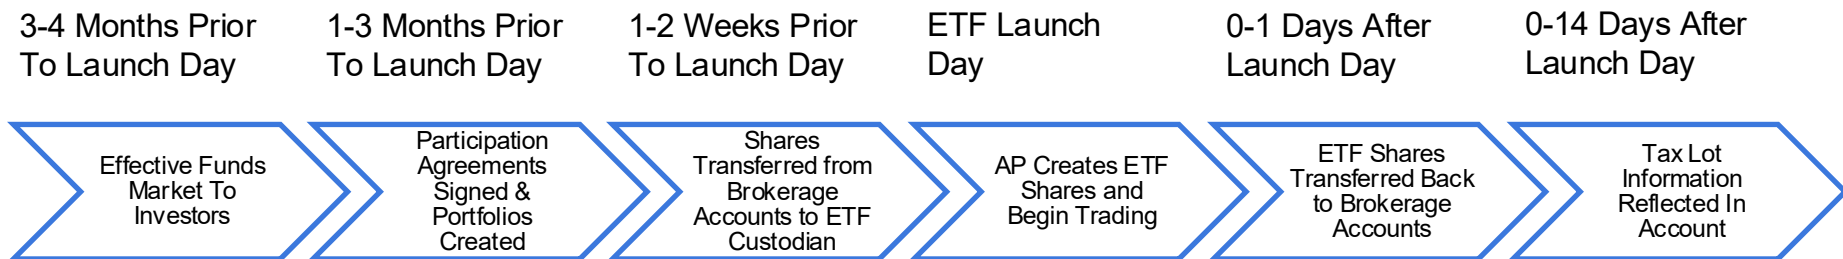 3-4 Months Prior
To Launch Day
1-3 Months Prior
To Launch Day
1-2 Weeks Prior
To Launch Day
ETF Launch
Day
0-1 Days After
Launch Day
0-14 Days After
Launch Day
Effective Funds
Market To
Investors
Participation
Agreements
Signed &
Portfolios
Created
Shares
Transferred from
Brokerage
Accounts to ETF
Custodian
AP Creates ETF
Shares and
Begin Trading
ETF Shares
Transferred Back
to Brokerage
Accounts
Tax Lot
Information
Reflected In
Account